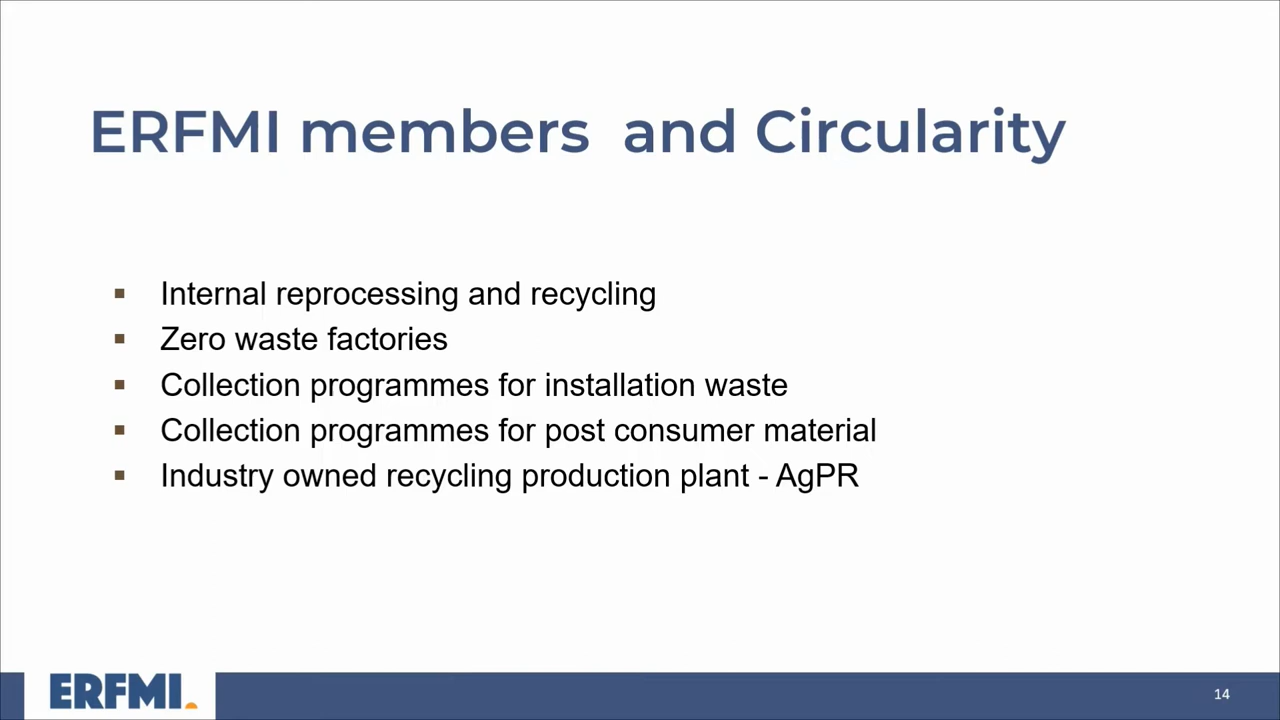 ERFMI members and Circularity
▪ Internal reprocessing and recycling
▪ Zero waste factories
▪ Collection programmes for installation waste
▪ Collection programmes for post consumer material
▪ Industry owned recycling production plant - AgPR
ERFMI.
14